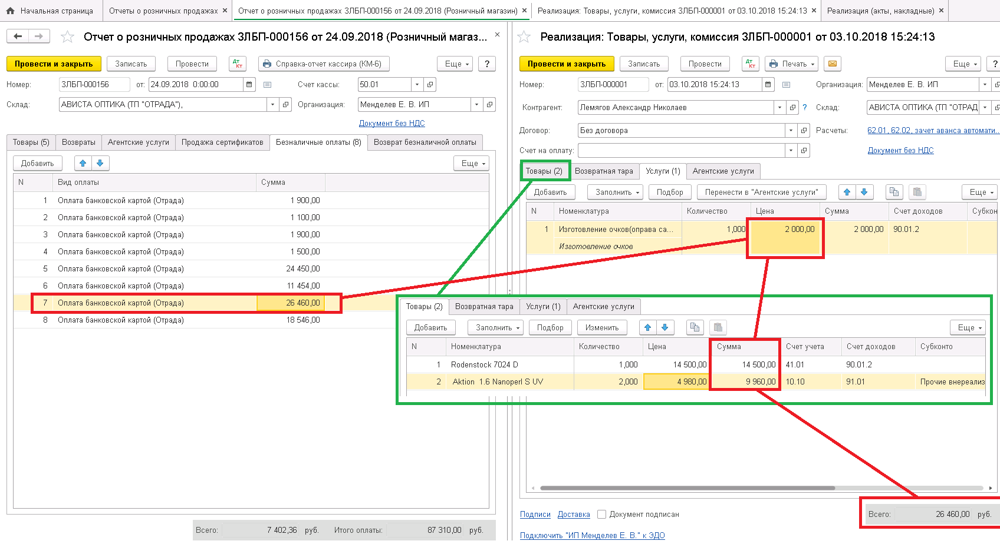 Начальная страница
Отчеты о розничных продажах ×
Отчет о розничных продажах ЗЛБП-000156 от 24.09.2018 (Розничный магазин) ×
Реализация: Товары, услуги, комиссия ЗЛБП-000001 от 03.10.2018 15:24:13 ×
Реализация (акты, накладные) ×
Отчет о розничных продажах ЗЛБП-000156 от 24.09.2018 (Розничный магаз... ×
Провести и закрыть Записать Провести Дт Кт Справка-отчет кассира (КМ-6) Еще ?
Номер: ЗЛБП-000156 от: 24.09.2018 0:00:00 Счет кассы: 50.01
Склад: АВИСТА ОПТИКА (ТП "ОТРАДА"), Организация: Менделев Е. В. ИП
Документ без НДС
Товары (5) Возвраты Агентские услуги Продажа сертификатов Безналичные оплаты (8) Возврат безналичной оплаты
Добавить Еще
N Вид оплаты Сумма
1 Оплата банковской картой (Отрада) 1 900,00
2 Оплата банковской картой (Отрада) 1 100,00
3 Оплата банковской картой (Отрада) 1 900,00
4 Оплата банковской картой (Отрада) 1 500,00
5 Оплата банковской картой (Отрада) 24 450,00
6 Оплата банковской картой (Отрада) 11 454,00
7 Оплата банковской картой (Отрада) 26 460,00
8 Оплата банковской картой (Отрада) 18 546,00
Всего: 7 402,36 руб. Итого оплаты: 87 310,00 руб.
Реализация: Товары, услуги, комиссия ЗЛБП-000001 от 03.10.2018 15:24:13
Провести и закрыть Записать Провести Дт Кт Печать Еще ?
Номер: ЗЛБП-000001 от: 03.10.2018 15:24:13 Организация: Менделев Е. В. ИП
Контрагент: Лемягов Александр Николаев ? Склад: АВИСТА ОПТИКА (ТП "ОТРАД
Договор: Без договора Расчеты: 62.01, 62.02, зачет аванса автомати...
Счет на оплату: Документ без НДС
Товары (2) Возвратная тара Услуги (1) Агентские услуги
Добавить Заполнить Подбор Перенести в "Агентские услуги" Еще
N Номенклатура Количество Цена Сумма Счет доходов Субкон
1 Изготовление очков(оправа са... 1,000 2 000,00 2 000,00 90.01.2
Изготовление очков
Товары (2) Возвратная тара Услуги (1) Агентские услуги
Добавить Заполнить Подбор Изменить Еще
N Номенклатура Количество Цена Сумма Счет учета Счет доходов Субконто
1 Rodenstock 7024 D 1,000 14 500,00 14 500,00 41.01 90.01.2
2 Aktion 1.6 Nanoperl S UV 2,000 4 980,00 9 960,00 10.10 91.01 Прочие внереализ
Подписи Доставка Документ подписан
Всего: 26 460,00 руб.
Подключить "ИП Менделев Е. В." к ЭДО